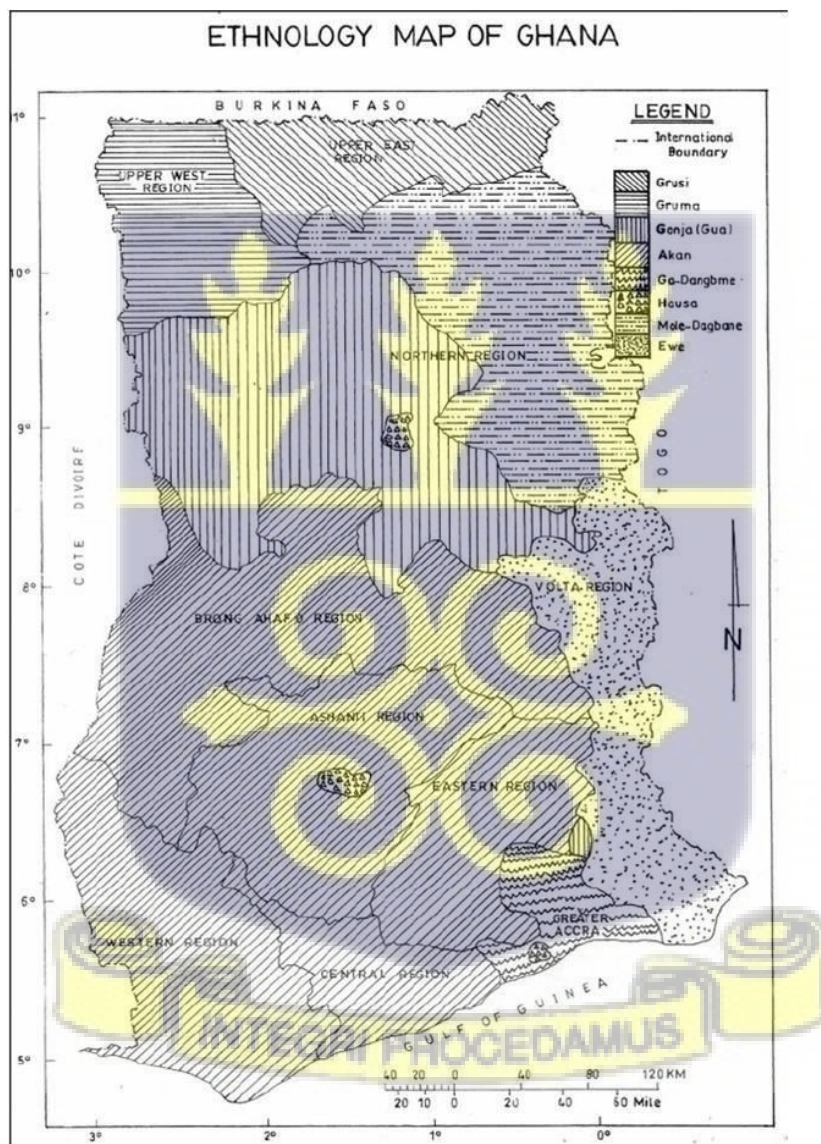 ETHNOLOGY MAP OF GHANA
BURKINA FASO
LEGEND
International
Boundary
Grusi
Gruma
Gonja (Gua)
Akan
Ga-Dangbme
Hausa
Mole-Dagbane
Ewe
UPPER EAST
REGION
UPPER WEST
REGION
NORTHERN REGION
COTE DIVOIRE
TOGO
VOLTA REGION
N
BRONG AHAFO REGION
ASHANTI REGION
EASTERN REGION
GREATER
ACCRA
WESTERN REGION
CENTRAL REGION
GULF OF GUINEA
INTEGRI PROCEDAMUS
1°
10°
9°
8°
7°
6°
5°
40 20 0 40 80 120 KM
20 10 0 20 40 60 Mile
3° 2° 1° 0°